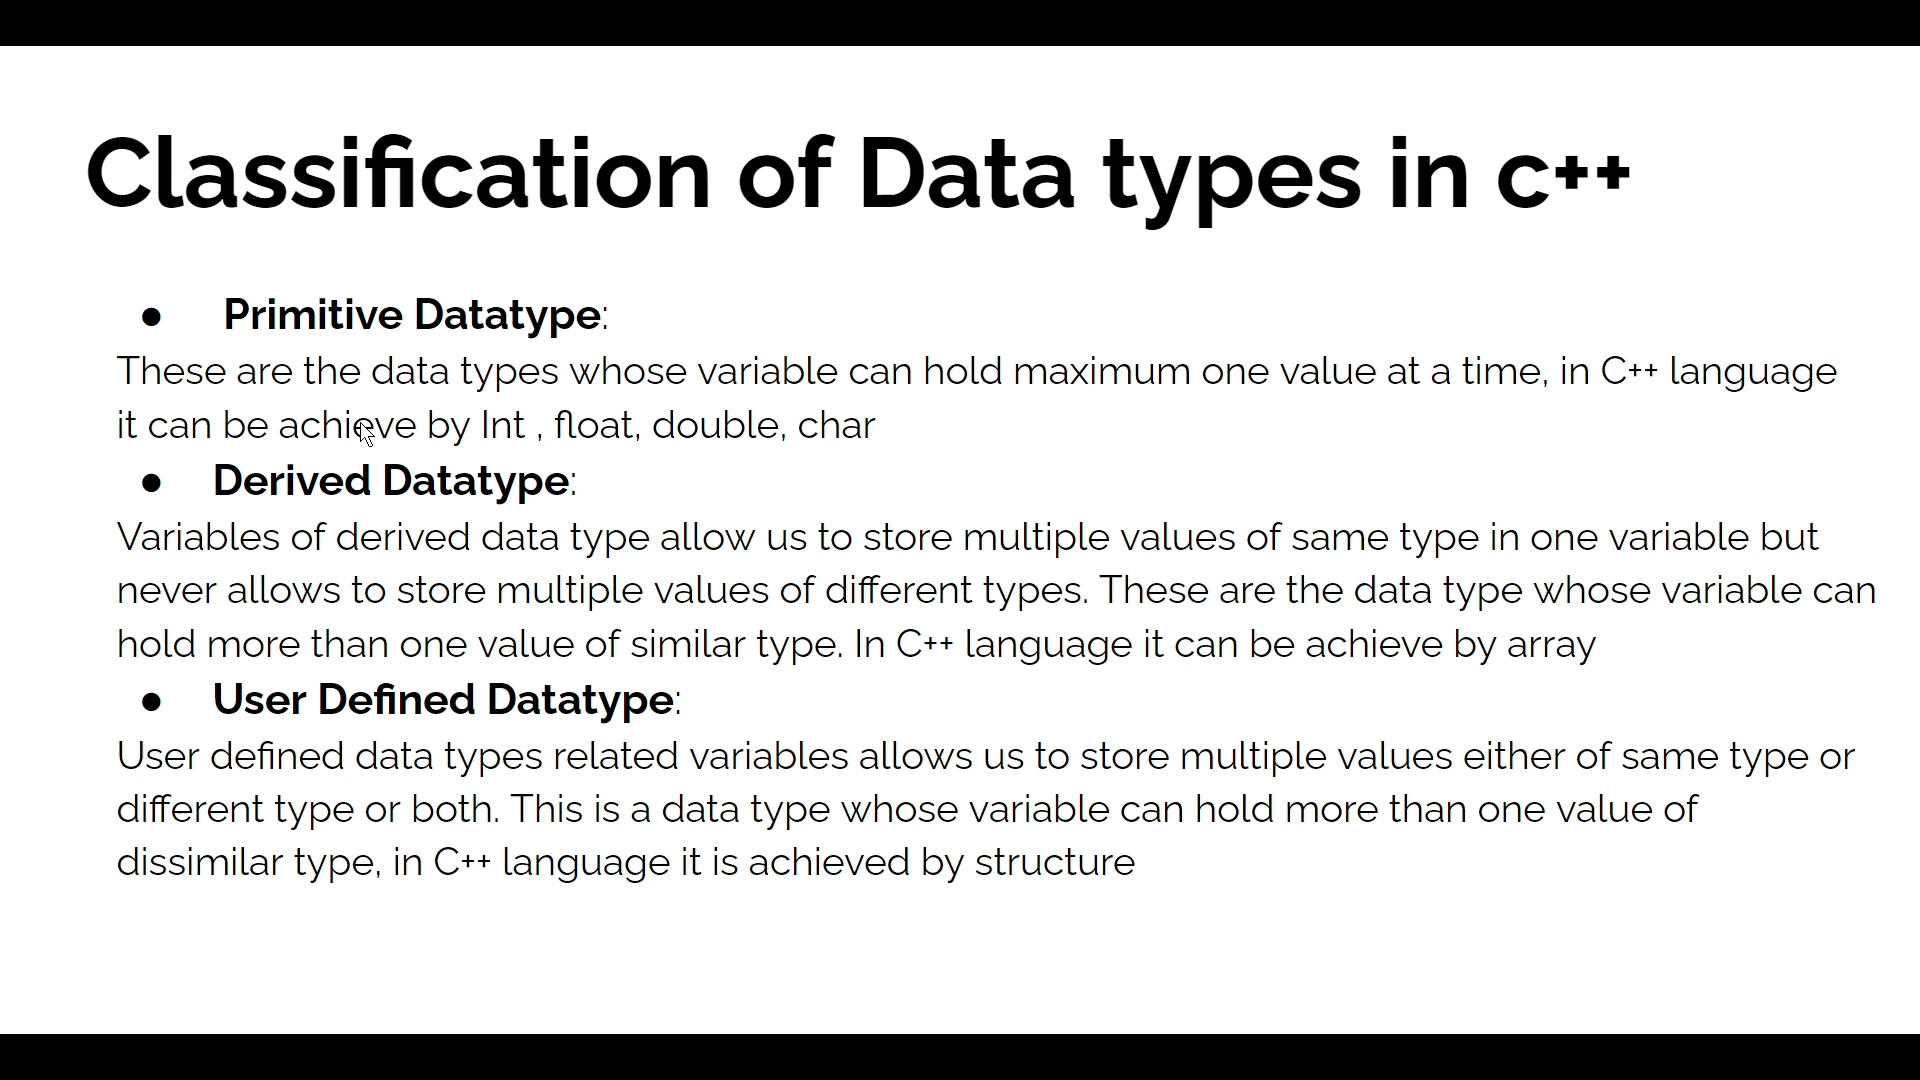 Classification of Data types in c++
● Primitive Datatype:
These are the data types whose variable can hold maximum one value at a time, in C++ language
it can be achieve by Int , float, double, char
● Derived Datatype:
Variables of derived data type allow us to store multiple values of same type in one variable but
never allows to store multiple values of different types. These are the data type whose variable can
hold more than one value of similar type. In C++ language it can be achieve by array
● User Defined Datatype:
User defined data types related variables allows us to store multiple values either of same type or
different type or both. This is a data type whose variable can hold more than one value of
dissimilar type, in C++ language it is achieved by structure